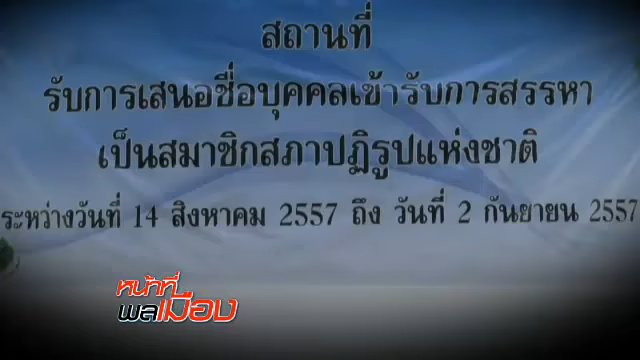 สถานที่
รับการเสนอชื่อบุคคลเข้ารับการสรรหา
เป็นสมาชิกสภาปฏิรูปแห่งชาติ
ระหว่างวันที่ 14 สิงหาคม 2557 ถึง วันที่ 2 กันยายน 2557
หน้าที่
พลเมือง